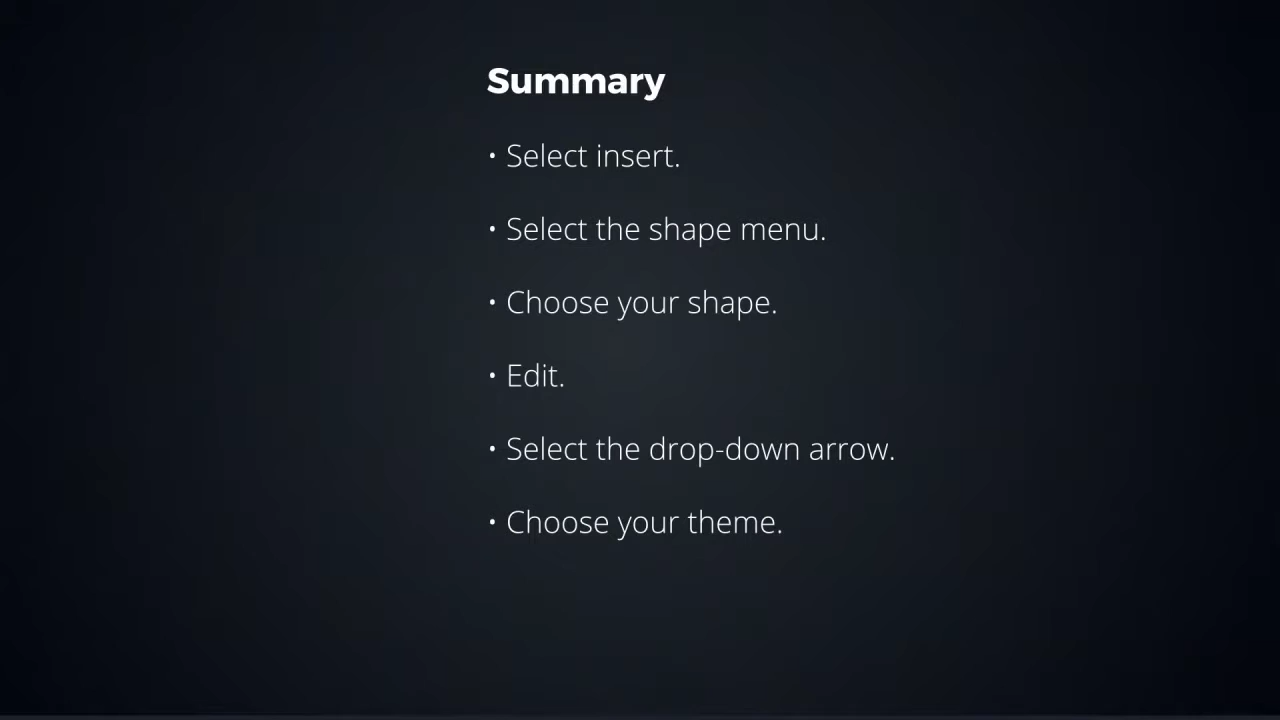 Summary
• Select insert.
• Select the shape menu.
• Choose your shape.
• Edit.
• Select the drop-down arrow.
• Choose your theme.